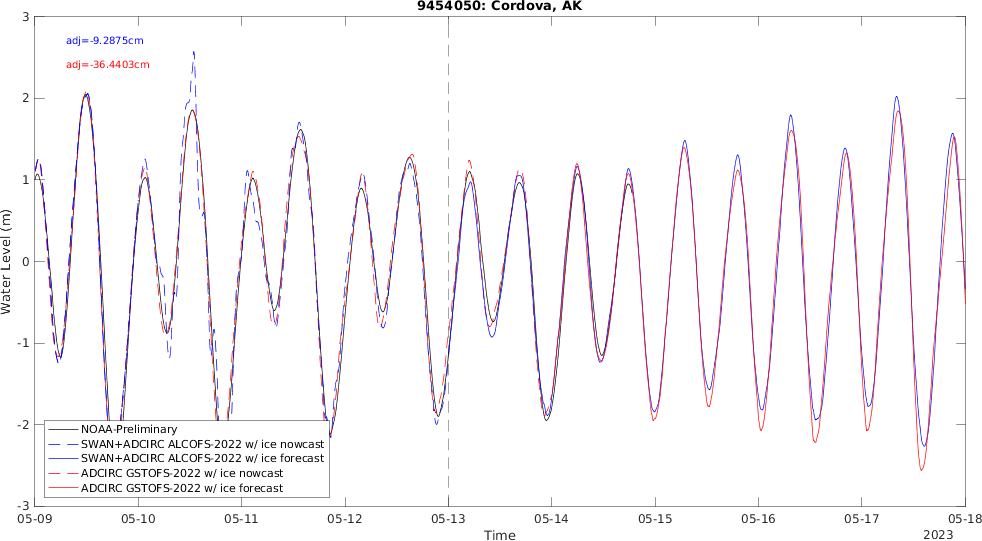 9454050: Cordova, AK
adj=-9.2875cm
adj=-36.4403cm
Water Level (m)
3
2
1
0
-1
-2
-3
NOAA-Preliminary
SWAN+ADCIRC ALCOFS-2022 w/ ice nowcast
SWAN+ADCIRC ALCOFS-2022 w/ ice forecast
ADCIRC GSTOFS-2022 w/ ice nowcast
ADCIRC GSTOFS-2022 w/ ice forecast
05-09 05-10 05-11 05-12 05-13 05-14 05-15 05-16 05-17 05-18
Time
2023